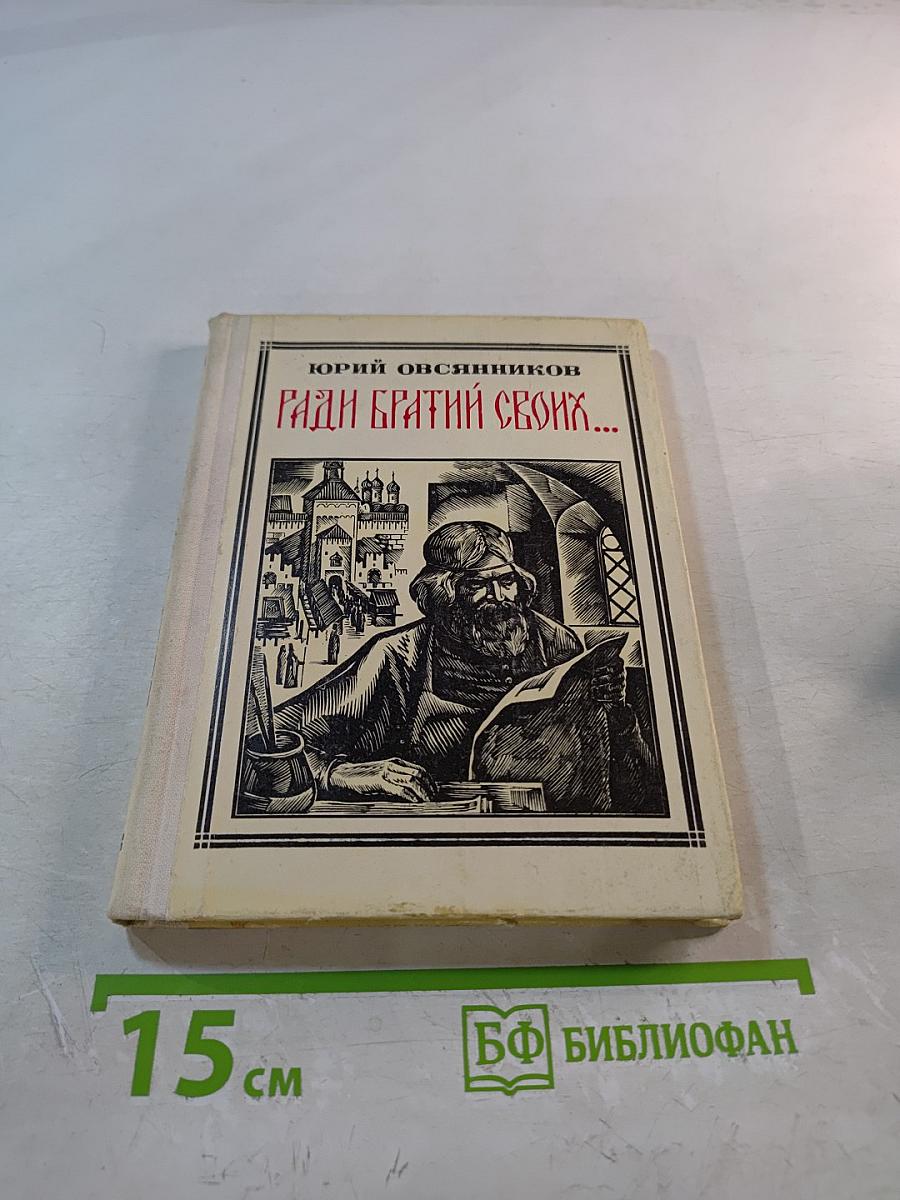 ЮРИЙ ОВСЯННИКОВ
РАДИ БРАТИЙ СВОИХ...
15 см
БФ БИБЛИОФАН